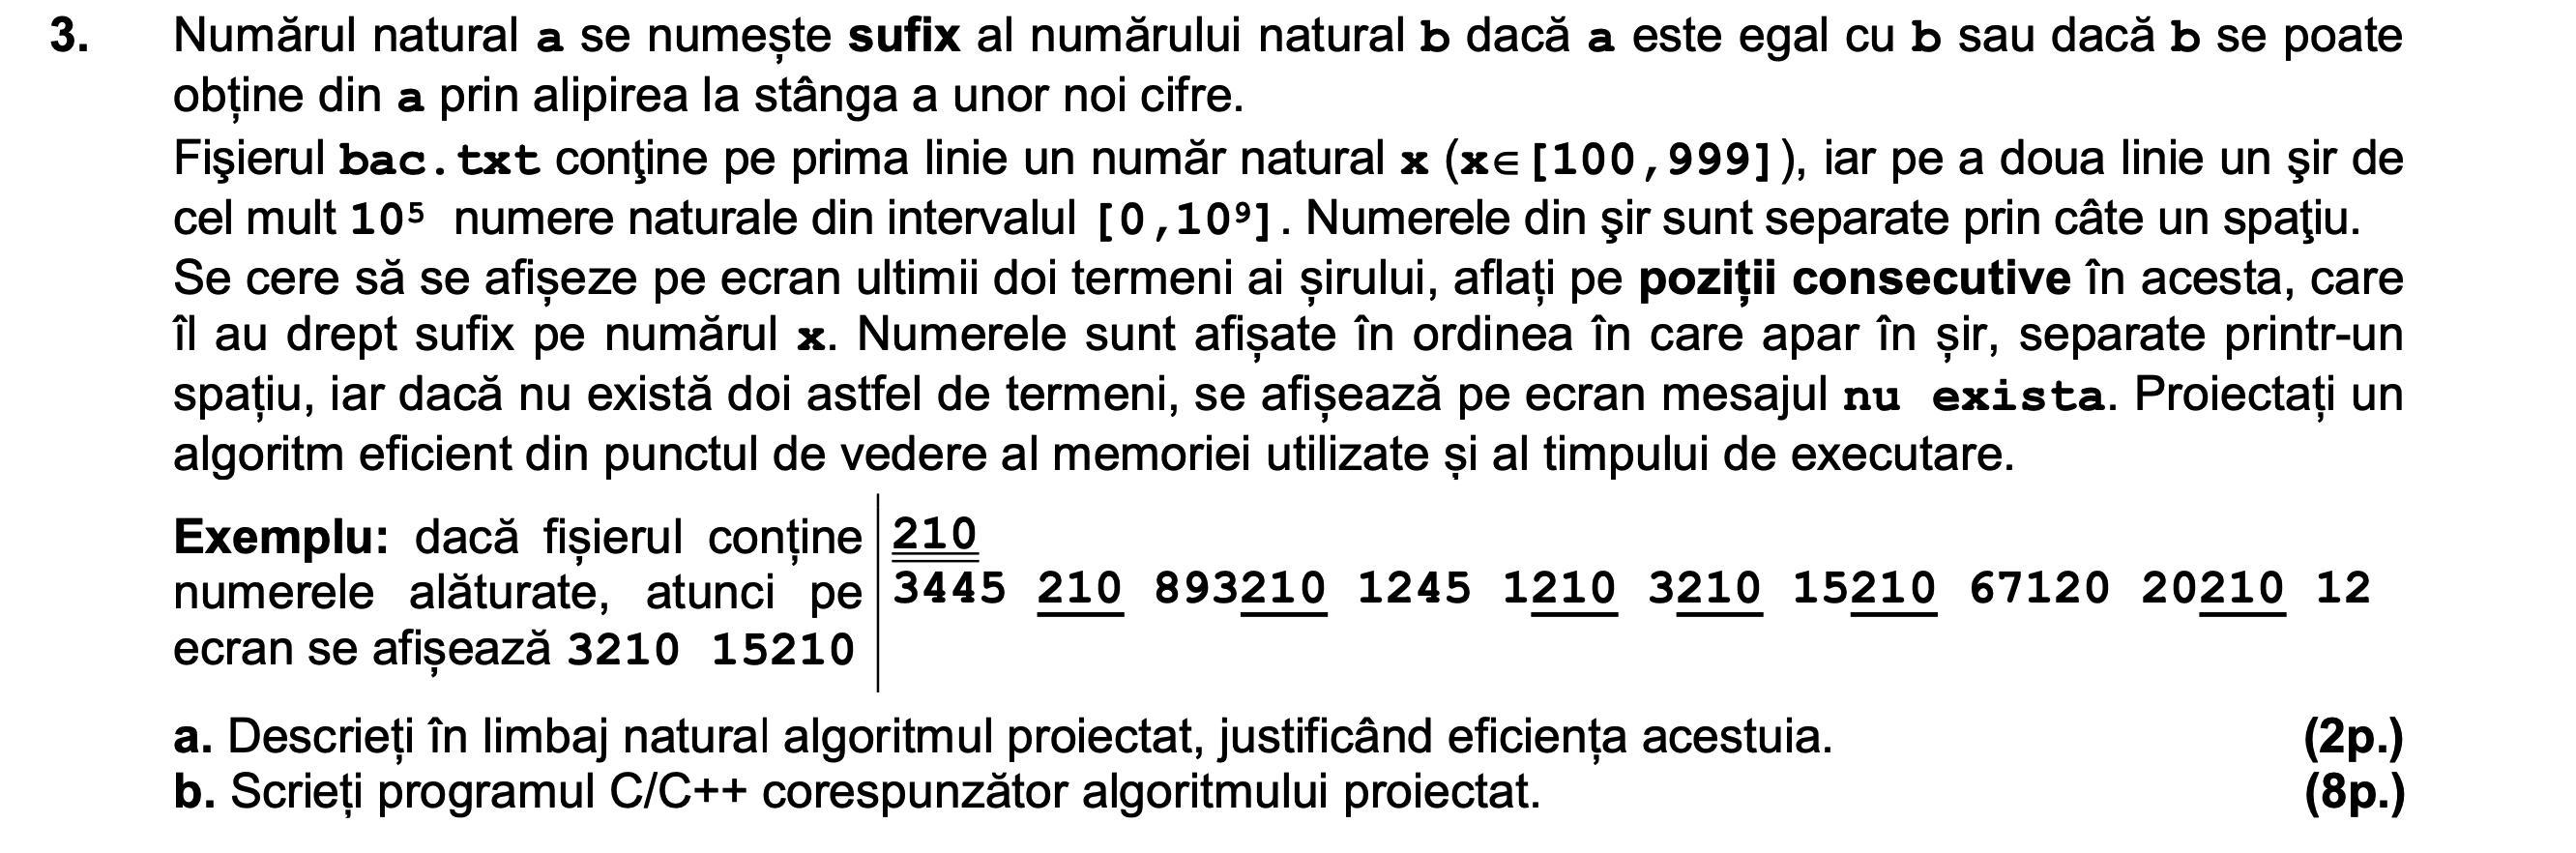 3. Numărul natural a se numește sufix al numărului natural b dacă a este egal cu b sau dacă b se poate
obține din a prin alipirea la stânga a unor noi cifre.
Fişierul bac.txt conţine pe prima linie un număr natural x (x∈[100,999]), iar pe a doua linie un şir de
cel mult 10⁵ numere naturale din intervalul [0,10⁹]. Numerele din şir sunt separate prin câte un spaţiu.
Se cere să se afișeze pe ecran ultimii doi termeni ai șirului, aflați pe poziții consecutive în acesta, care
îl au drept sufix pe numărul x. Numerele sunt afișate în ordinea în care apar în șir, separate printr-un
spațiu, iar dacă nu există doi astfel de termeni, se afișează pe ecran mesajul nu exista. Proiectați un
algoritm eficient din punctul de vedere al memoriei utilizate și al timpului de executare.
Exemplu: dacă fișierul conține
numerele alăturate, atunci pe
ecran se afișează 3210 15210
210
3445 210 893210 1245 1210 3210 15210 67120 20210 12
a. Descrieți în limbaj natural algoritmul proiectat, justificând eficiența acestuia. (2p.)
b. Scrieți programul C/C++ corespunzător algoritmului proiectat. (8p.)